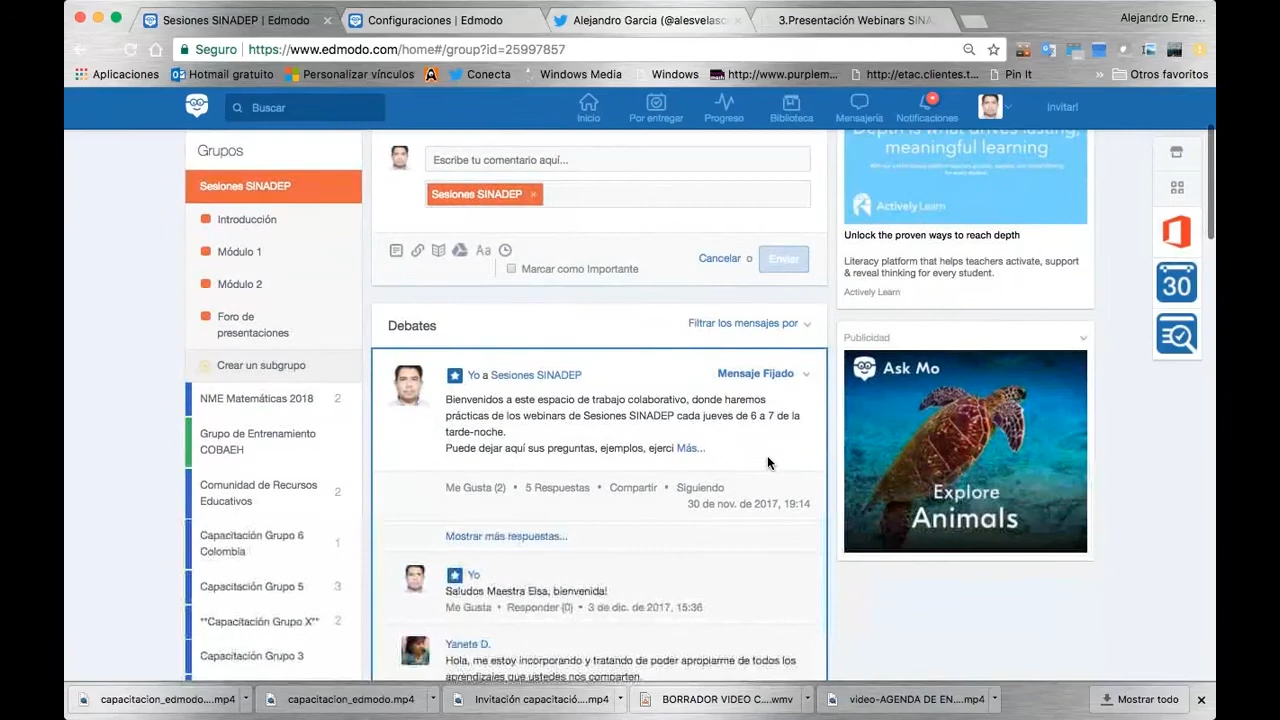 Sesiones SINADEP | Edmodo
Configuraciones | Edmodo
Alejandro Garcia (@alesvelasc
3.Presentación Webinars SINA
Alejandro Erne...
Seguro
https://www.edmodo.com/home#/group?id=25997857
Aplicaciones
Hotmail gratuito
Personalizar vínculos
Conecta
Windows Media
Windows
http://www.purplem...
http://etac.clientes.t...
Pin It
»
Otros favoritos
Buscar
Inicio
Por entregar
Progreso
Biblioteca
Mensajería
Notificaciones
Invitar!
Grupos
Sesiones SINADEP
Introducción
Módulo 1
Módulo 2
Foro de
presentaciones
Crear un subgrupo
NME Matemáticas 2018 2
Grupo de Entrenamiento
COBAEH
Comunidad de Recursos
Educativos 2
Capacitación Grupo 6
Colombia 1
Capacitación Grupo 5 3
**Capacitación Grupo X** 2
Capacitación Grupo 3
Escribe tu comentario aquí...
Sesiones SINADEP ×
Aa
Marcar como Importante
Cancelar o Enviar
Debates
Filtrar los mensajes por
Yo a Sesiones SINADEP
Mensaje Fijado
Bienvenidos a este espacio de trabajo colaborativo, donde haremos
prácticas de los webinars de Sesiones SINADEP cada jueves de 6 a 7 de la
tarde-noche.
Puede dejar aquí sus preguntas, ejemplos, ejerci Más...
Me Gusta (2) • 5 Respuestas • Compartir • Siguiendo
30 de nov. de 2017, 19:14
Mostrar más respuestas...
Yo
Saludos Maestra Elsa, bienvenida!
Me Gusta • Responder (0) • 3 de dic. de 2017, 15:36
Yanete D.
Hola, me estoy incorporando y tratando de poder apropiarme de todos los
aprendizajes que ustedes nos comparten.
Depth is what drives lasting,
meaningful learning
Actively Learn
Unlock the proven ways to reach depth
Literacy platform that helps teachers activate, support
& reveal thinking for every student.
Actively Learn
Publicidad
Ask Mo
Explore
Animals
30
capacitacion_edmodo....mp4
capacitacion_edmodo.mp4
Invitación capacitació....mp4
BORRADOR VIDEO C....wmv
video-AGENDA DE EN....mp4
Mostrar todo